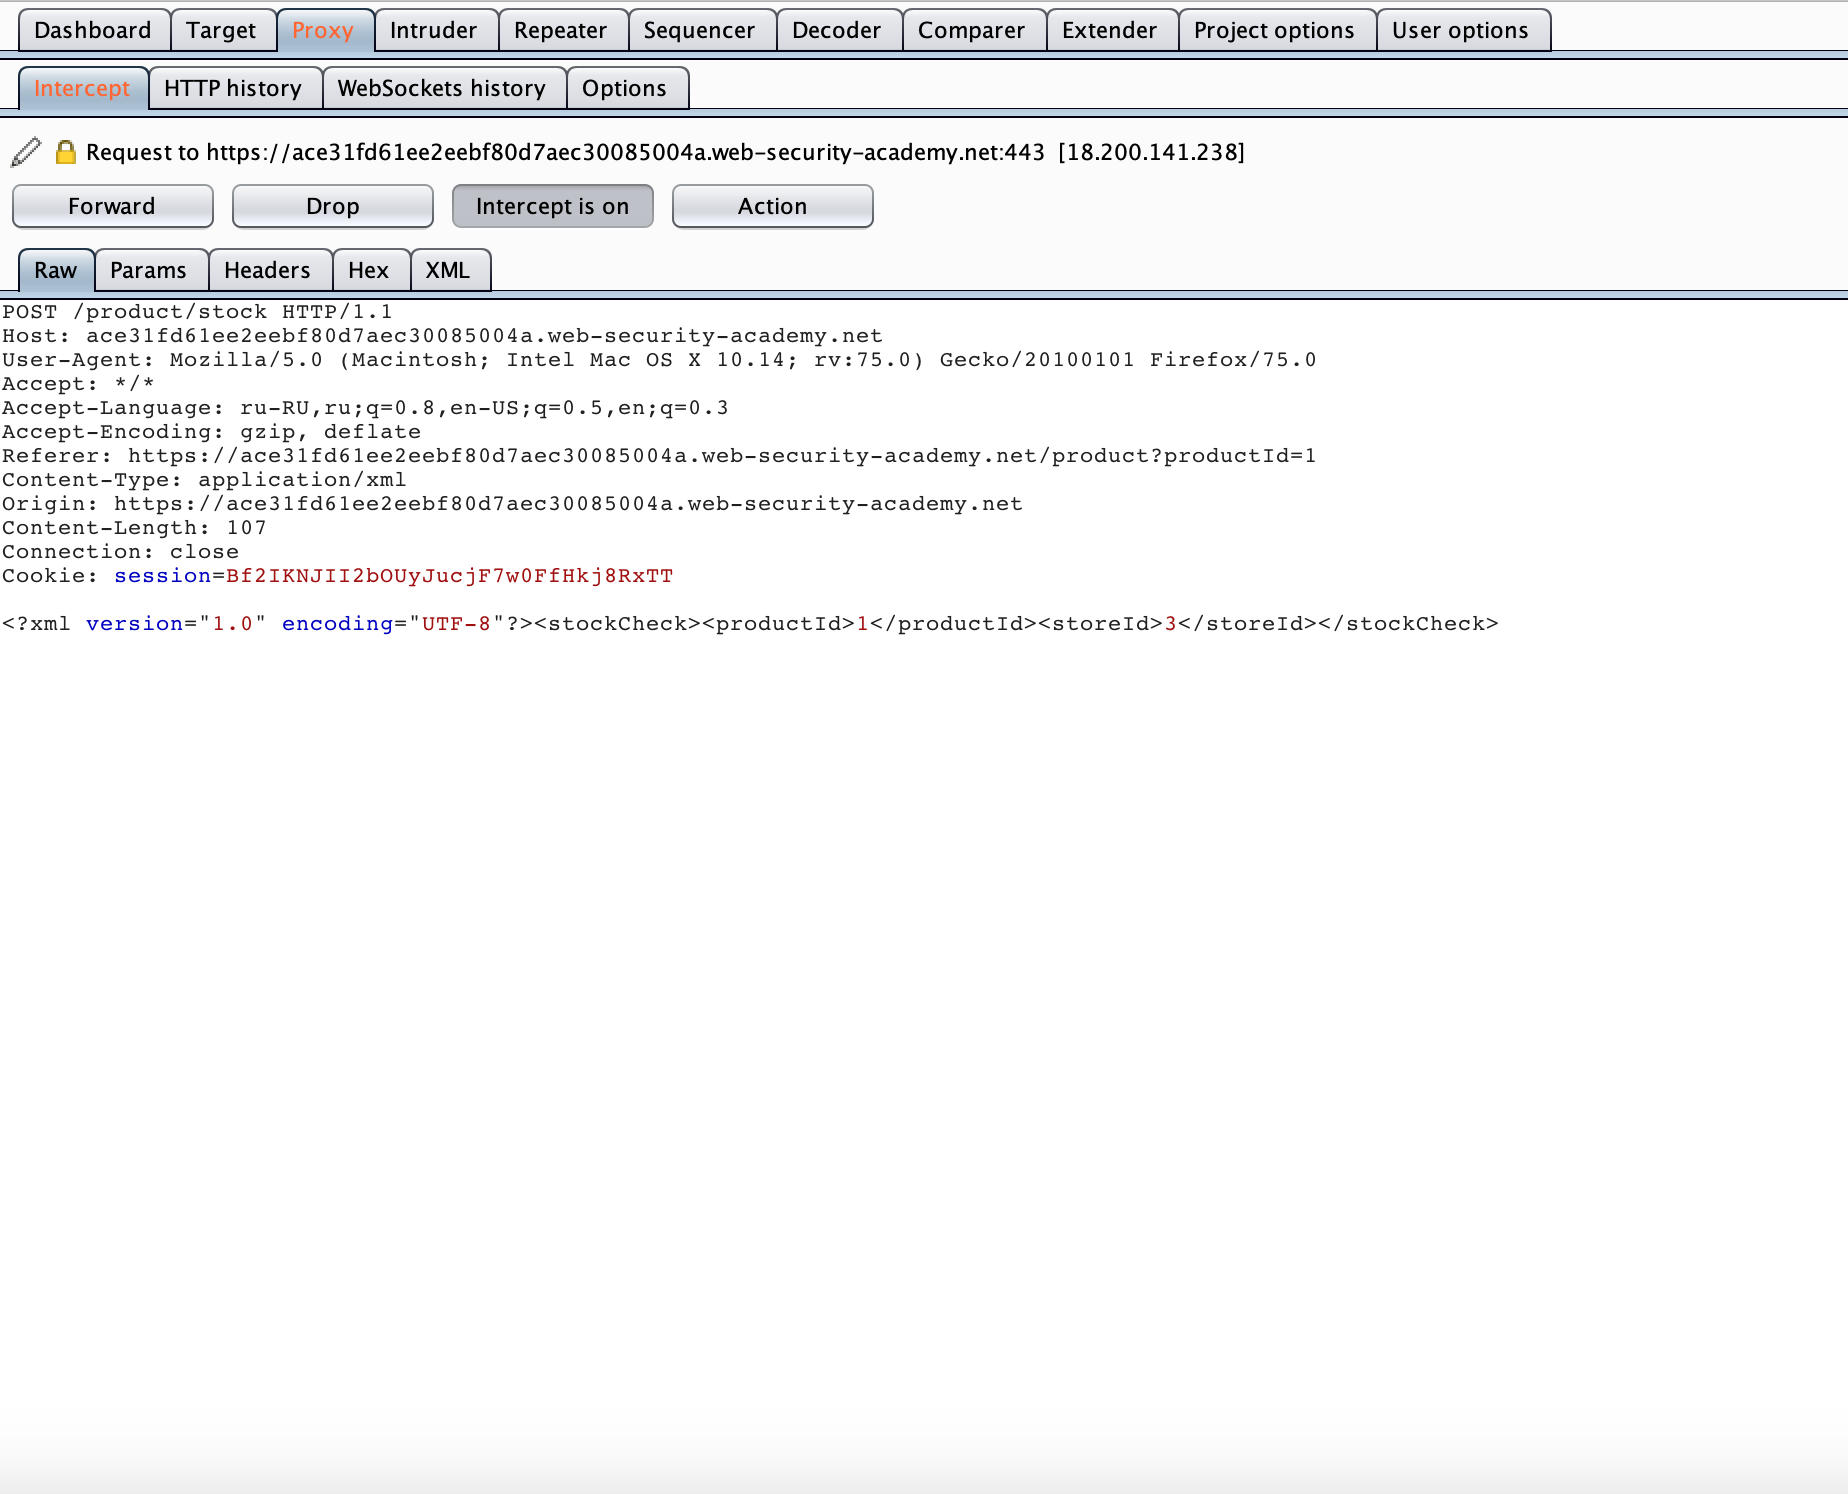 Dashboard Target Proxy Intruder Repeater Sequencer Decoder Comparer Extender Project options User options
Intercept HTTP history WebSockets history Options
Request to https://ace31fd61ee2eebf80d7aec30085004a.web-security-academy.net:443 [18.200.141.238]
Forward Drop Intercept is on Action
Raw Params Headers Hex XML
POST /product/stock HTTP/1.1
Host: ace31fd61ee2eebf80d7aec30085004a.web-security-academy.net
User-Agent: Mozilla/5.0 (Macintosh; Intel Mac OS X 10.14; rv:75.0) Gecko/20100101 Firefox/75.0
Accept: */*
Accept-Language: ru-RU,ru;q=0.8,en-US;q=0.5,en;q=0.3
Accept-Encoding: gzip, deflate
Referer: https://ace31fd61ee2eebf80d7aec30085004a.web-security-academy.net/product?productId=1
Content-Type: application/xml
Origin: https://ace31fd61ee2eebf80d7aec30085004a.web-security-academy.net
Content-Length: 107
Connection: close
Cookie: session=Bf2IKNJII2bOUyJucjF7w0FfHkj8RxTT
<?xml version="1.0" encoding="UTF-8"?><stockCheck><productId>1</productId><storeId>3</storeId></stockCheck>